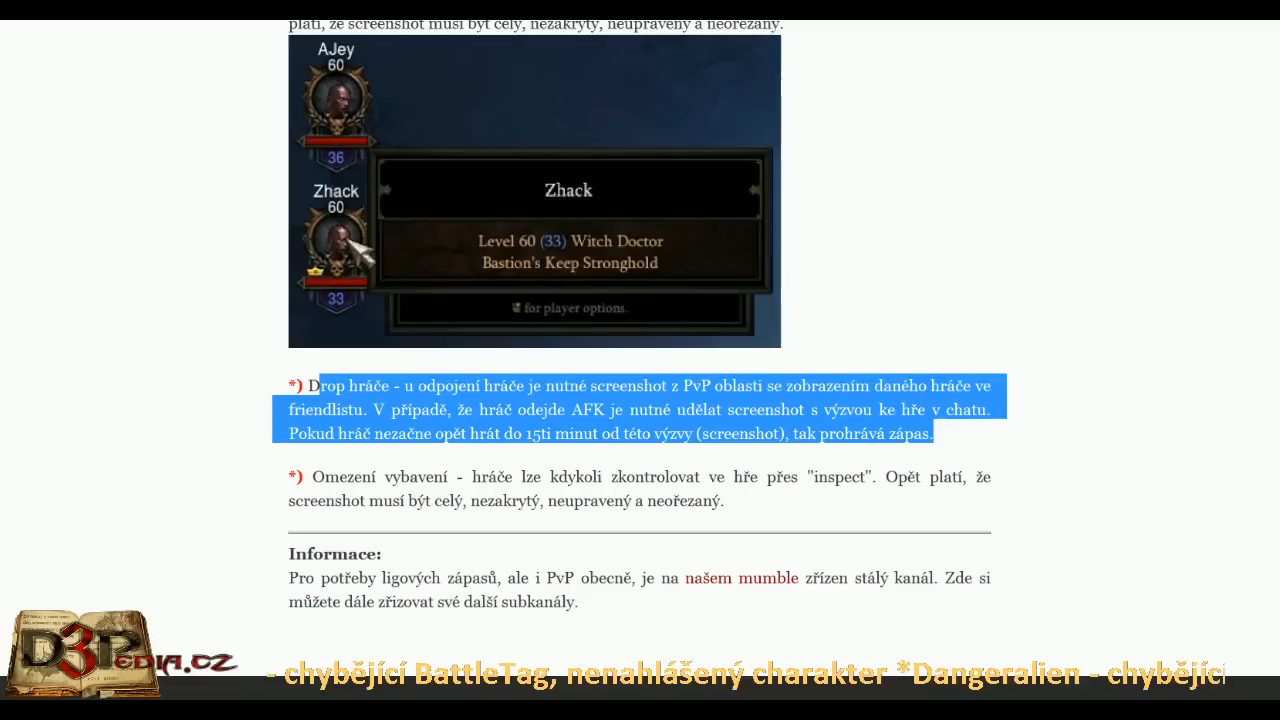 platí, že screenshot musí být celý, nezakrytý, neupravený a neořezaný.
AJey
60
36
Zhack
60
33
Zhack
Level 60 (33) Witch Doctor
Bastion's Keep Stronghold
for player options.
*) Drop hráče - u odpojení hráče je nutné screenshot z PvP oblasti se zobrazením daného hráče ve
friendlistu. V případě, že hráč odejde AFK je nutné udělat screenshot s výzvou ke hře v chatu.
Pokud hráč nezačne opět hrát do 15ti minut od této výzvy (screenshot), tak prohrává zápas.
*) Omezení vybavení - hráče lze kdykoli zkontrolovat ve hře přes "inspect". Opět platí, že
screenshot musí být celý, nezakrytý, neupravený a neořezaný.
Informace:
Pro potřeby ligových zápasů, ale i PvP obecně, je na našem mumble zřízen stálý kanál. Zde si
můžete dále zřizovat své další subkanály.
D3Pedia.cz
- chybějící BattleTag, nenahlášený charakter *Dangeralien - chybějící